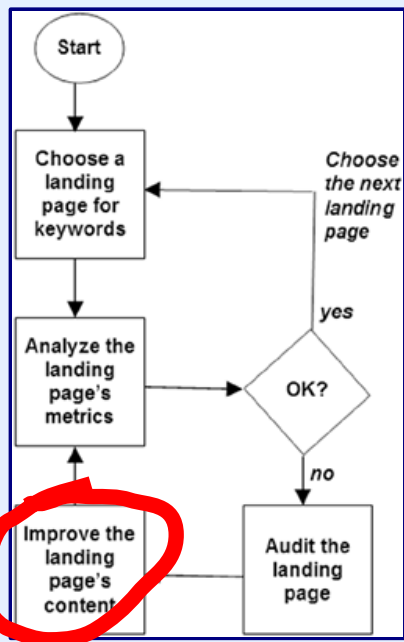 Start
Choose a
landing
page for
keywords
Choose
the next
landing
page
yes
Analyze the
landing
page's
metrics
OK?
no
Improve the
landing
page's
content
Audit the
landing
page